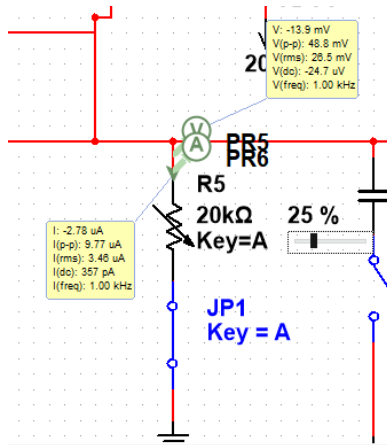 V: -13.9 mV
V(p-p): 48.8 mV
V(rms): 26.5 mV
V(dc): -24.7 uV
V(freq): 1.00 kHz
20
V
A
PR5
PR6
R5
20kΩ
Key=A
25 %
I: -2.78 uA
I(p-p): 9.77 uA
I(rms): 3.46 uA
I(dc): 357 pA
I(freq): 1.00 kHz
JP1
Key = A